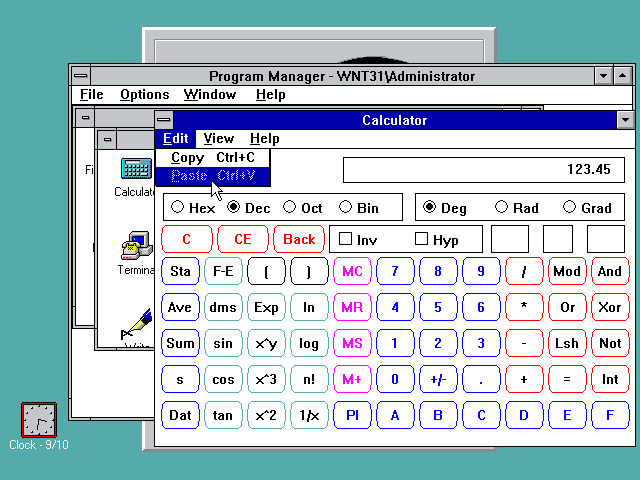 Program Manager - WNT31\Administrator
File Options Window Help
Calculator
Edit View Help
Copy Ctrl+C
Paste Ctrl+V
123.45
Hex Dec Oct Bin Deg Rad Grad
C CE Back Inv Hyp
Sta F-E ( ) MC 7 8 9 / Mod And
Ave dms Exp ln MR 4 5 6 * Or Xor
Sum sin x^y log MS 1 2 3 - Lsh Not
s cos x^3 n! M+ 0 +/- . + = Int
Dat tan x^2 1/x PI A B C D E F
Fi
Calculat
Termina
Write
Clock - 9/10